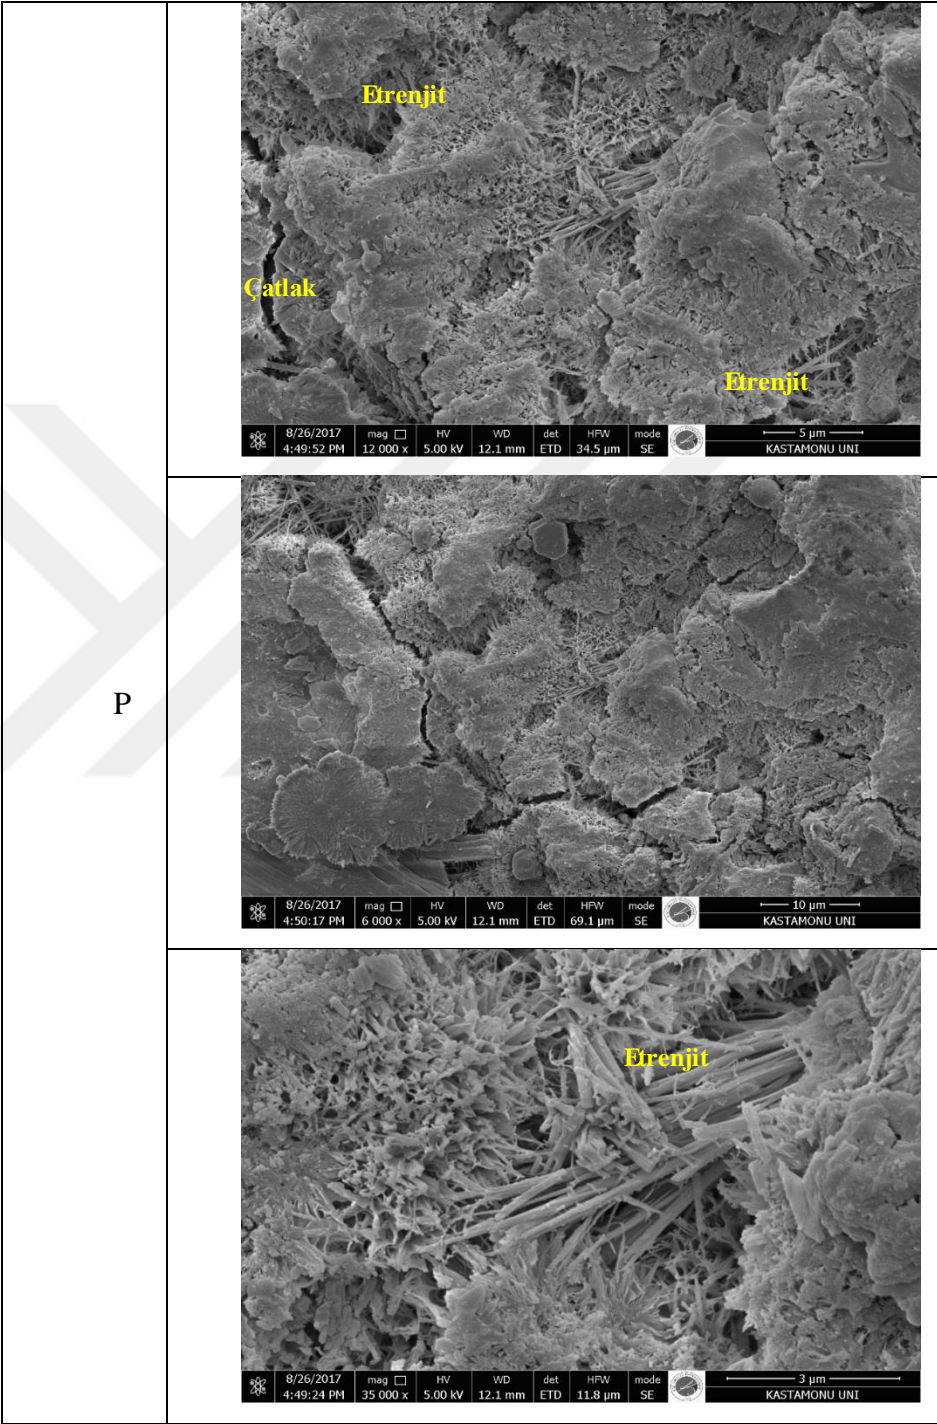 Etrenjit
Çatlak
Etrenjit
8/26/2017 mag HV WD det HFW mode 5 µm
4:49:52 PM 12 000 x 5.00 kV 12.1 mm ETD 34.5 µm SE KASTAMONU UNI
P
8/26/2017 mag HV WD det HFW mode 10 µm
4:50:17 PM 6 000 x 5.00 kV 12.1 mm ETD 69.1 µm SE KASTAMONU UNI
Etrenjit
8/26/2017 mag HV WD det HFW mode 3 µm
4:49:24 PM 35 000 x 5.00 kV 12.1 mm ETD 11.8 µm SE KASTAMONU UNI